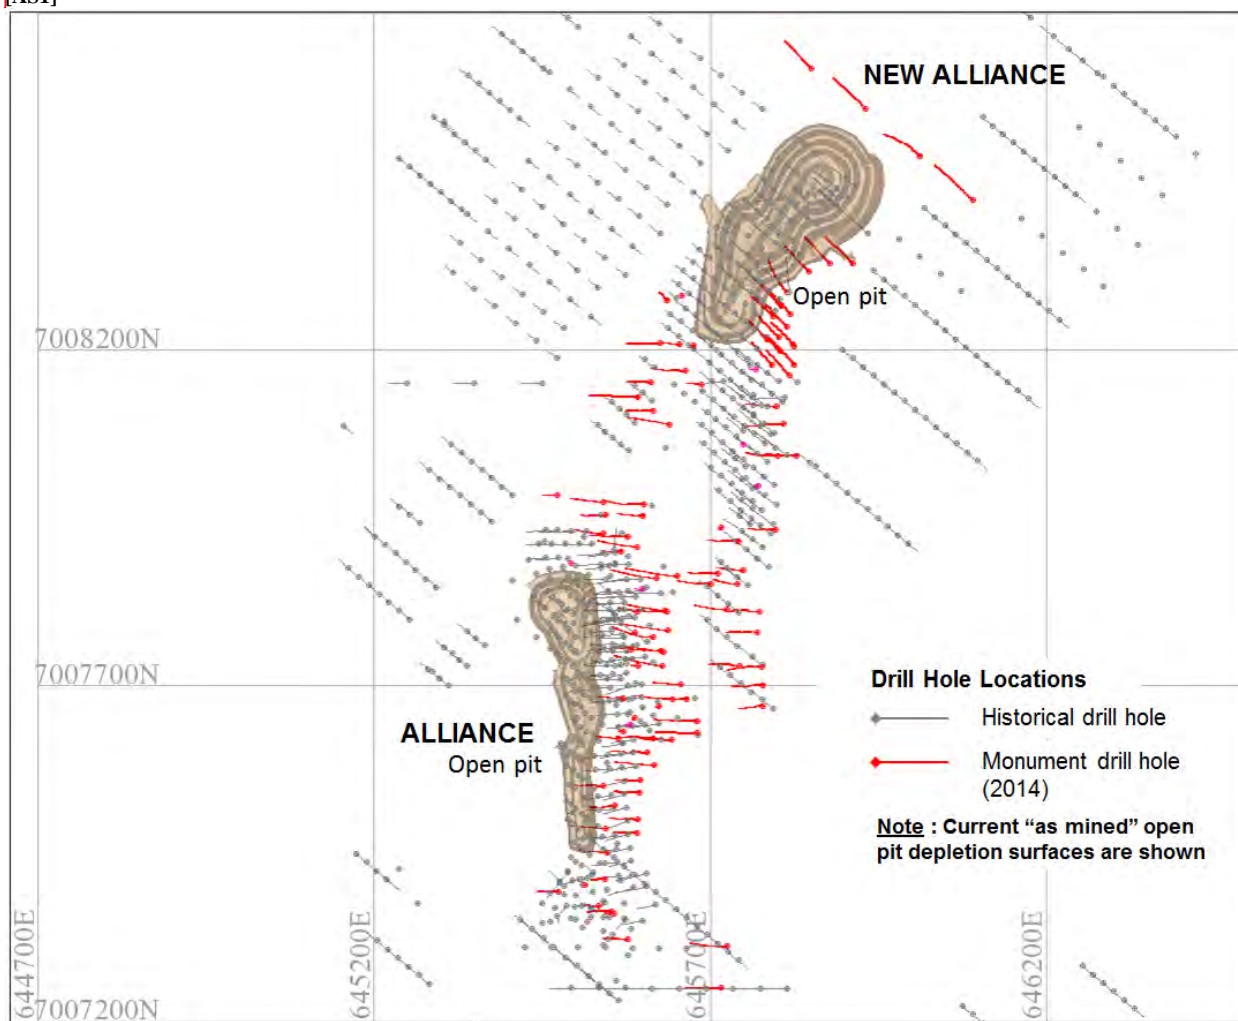 NEW ALLIANCE
Open pit
7008200N
7007700N
ALLIANCE
Open pit
Drill Hole Locations
Historical drill hole
Monument drill hole
(2014)
Note : Current “as mined” open
pit depletion surfaces are shown
644700E
645200E
645700E
646200E
7007200N